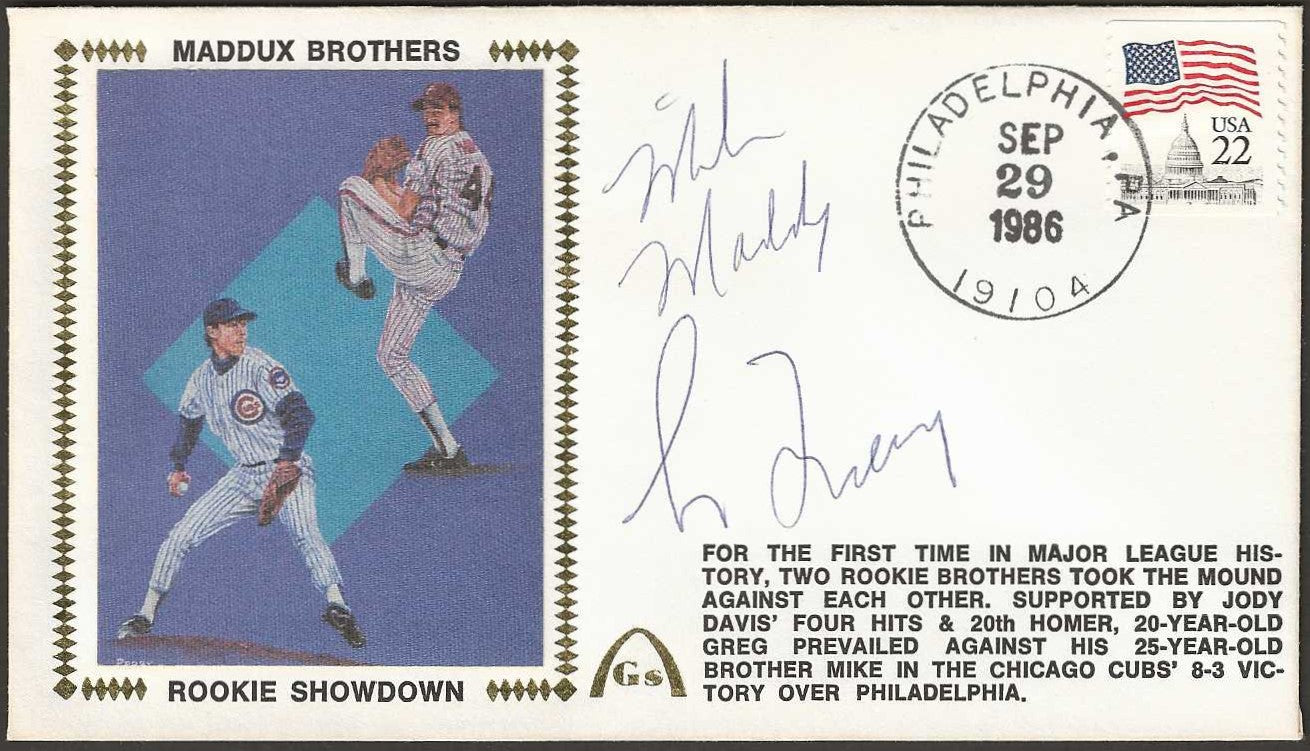 MADDUX BROTHERS
ROOKIE SHOWDOWN
Mike
Maddux
PHILADELPHIA, PA
SEP
29
1986
19104
USA
22
Gs
FOR THE FIRST TIME IN MAJOR LEAGUE HIS-
TORY, TWO ROOKIE BROTHERS TOOK THE MOUND
AGAINST EACH OTHER. SUPPORTED BY JODY
DAVIS' FOUR HITS & 20th HOMER, 20-YEAR-OLD
GREG PREVAILED AGAINST HIS 25-YEAR-OLD
BROTHER MIKE IN THE CHICAGO CUBS' 8-3 VIC-
TORY OVER PHILADELPHIA.